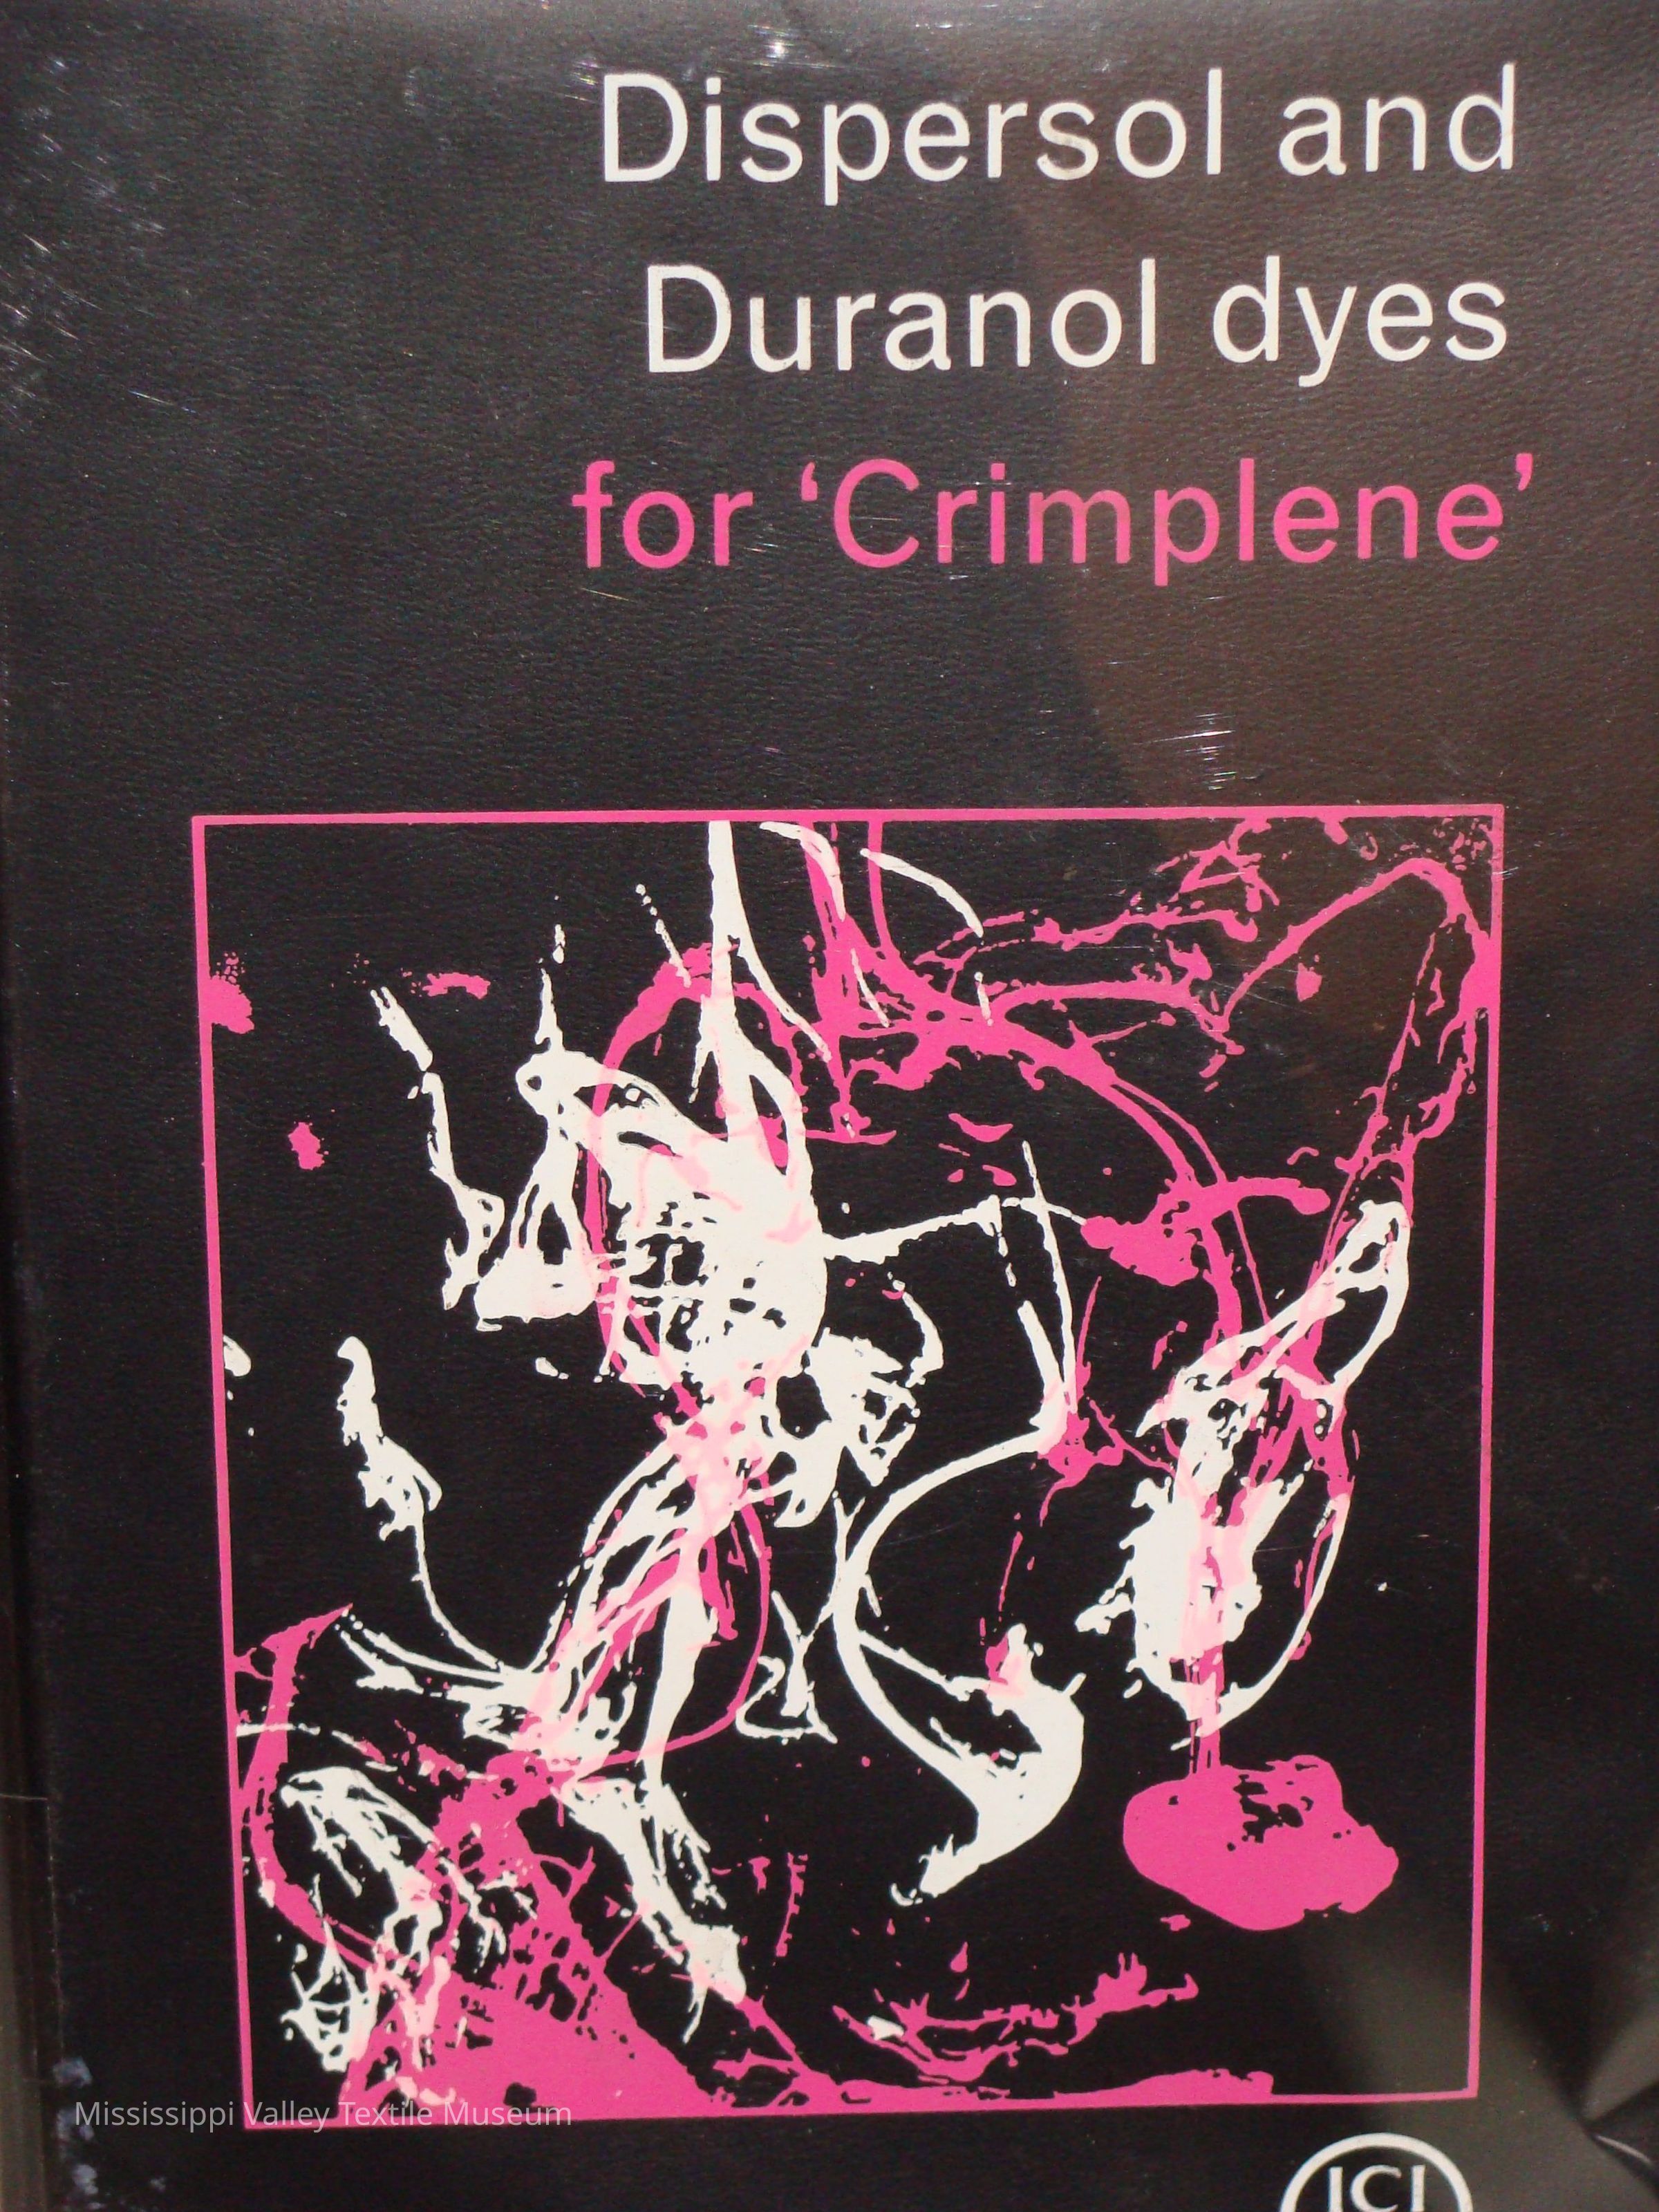 Dispersol and
Duranol dyes
for ‘Crimplene’
Mississippi Valley Textile Museum
ICI